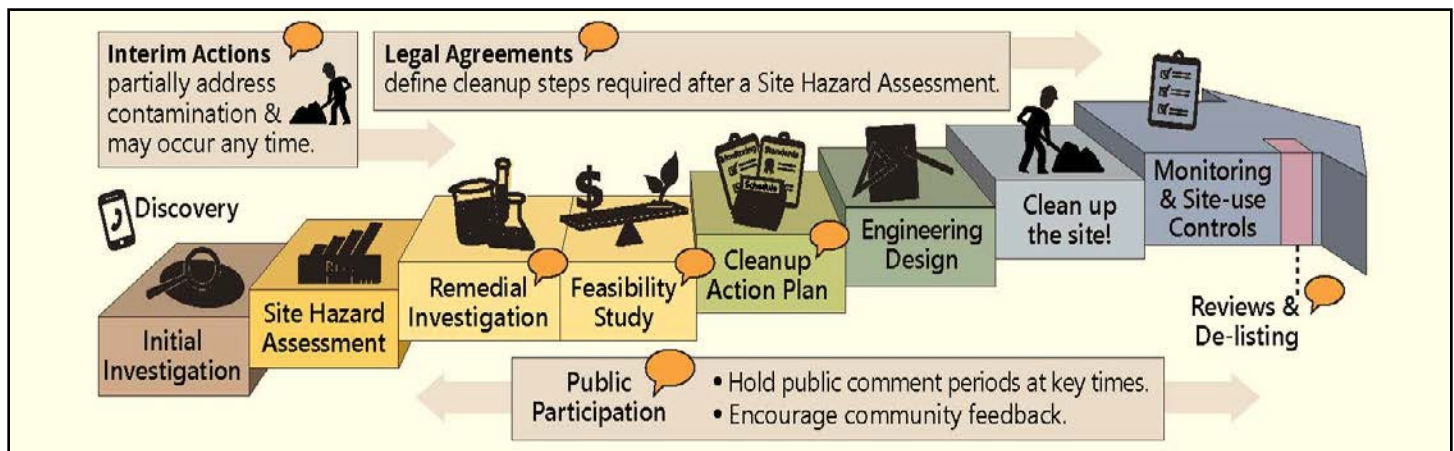 Interim Actions
partially address
contamination &
may occur any time.
Legal Agreements
define cleanup steps required after a Site Hazard Assessment.
Discovery
Initial
Investigation
Site Hazard
Assessment
Remedial
Investigation
Feasibility
Study
$
Monitoring
Standards
Schedule
Cleanup
Action Plan
Engineering
Design
Clean up
the site!
Monitoring
& Site-use
Controls
Reviews &
De-listing
Public
Participation
• Hold public comment periods at key times.
• Encourage community feedback.